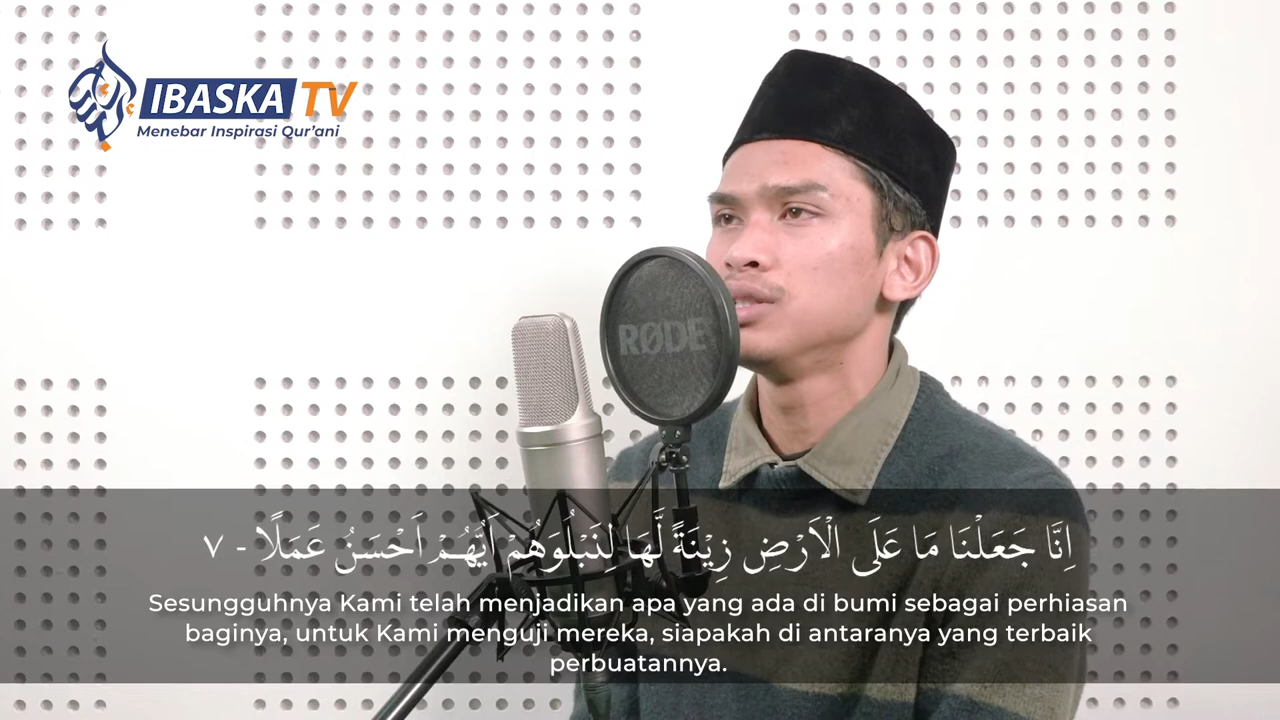 IBASKA TV
Menebar Inspirasi Qur'ani
RØDE
اِنَّا جَعَلْنَا مَا عَلَى الْاَرْضِ زِيْنَةً لَّهَا لِنَبْلُوَهُمْ اَيُّهُمْ اَحْسَنُ عَمَلًا - ٧
Sesungguhnya Kami telah menjadikan apa yang ada di bumi sebagai perhiasan
baginya, untuk Kami menguji mereka, siapakah di antaranya yang terbaik
perbuatannya.